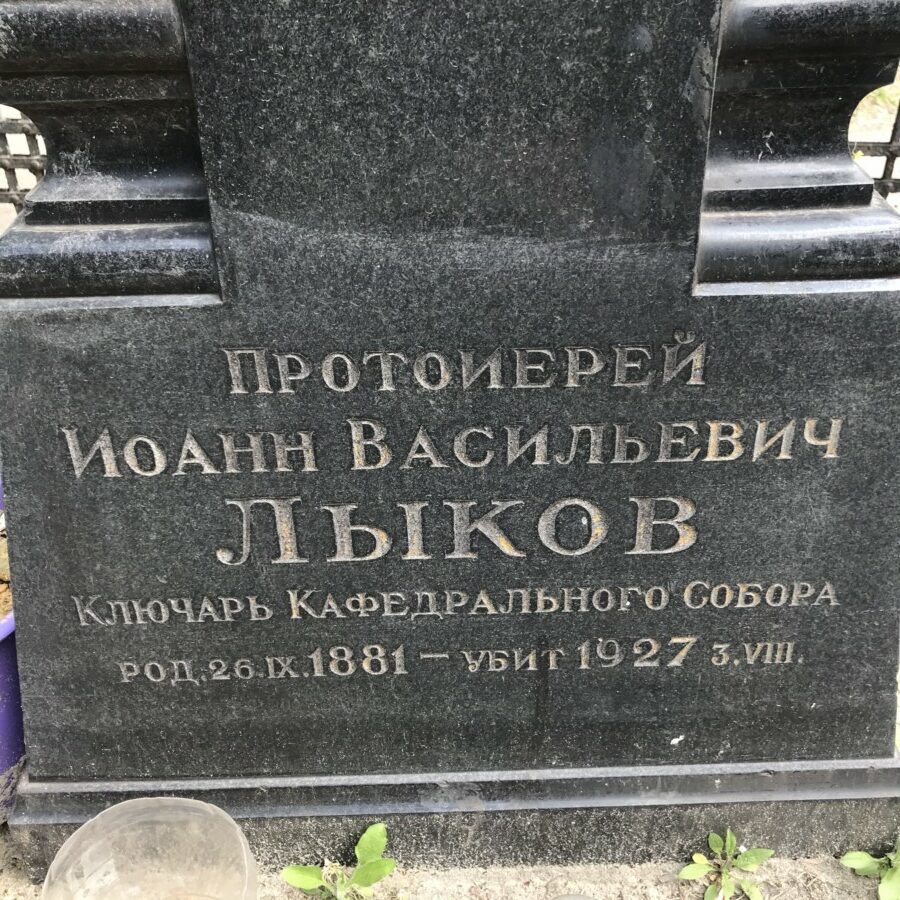 Протоиерей
Иоанн Васильевич
Лыков
Ключарь Кафедрального Собора
род. 26.IX.1881 – убит 1927 3.VIII.